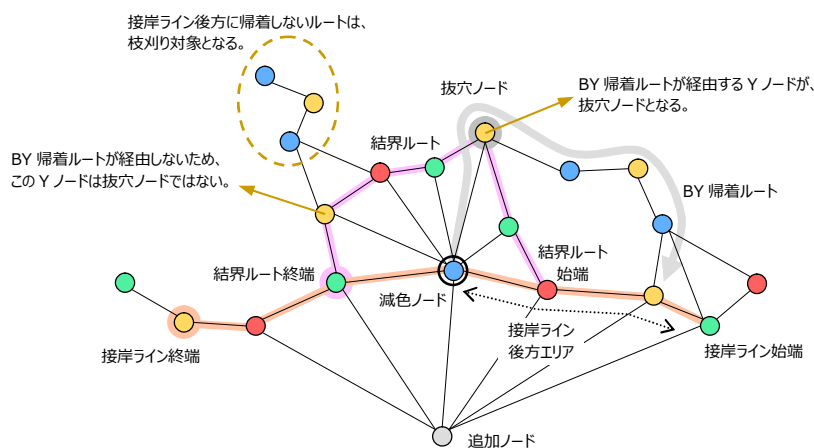 接岸ライン後方に帰着しないルートは、
枝刈り対象となる。
抜穴ノード
BY 帰着ルートが経由する Y ノードが、
抜穴ノードとなる。
結界ルート
BY 帰着ルートが経由しないため、
この Y ノードは抜穴ノードではない。
BY 帰着ルート
結界ルート終端
結界ルート
始端
減色ノード
接岸ライン
後方エリア
接岸ライン終端
接岸ライン始端
追加ノード